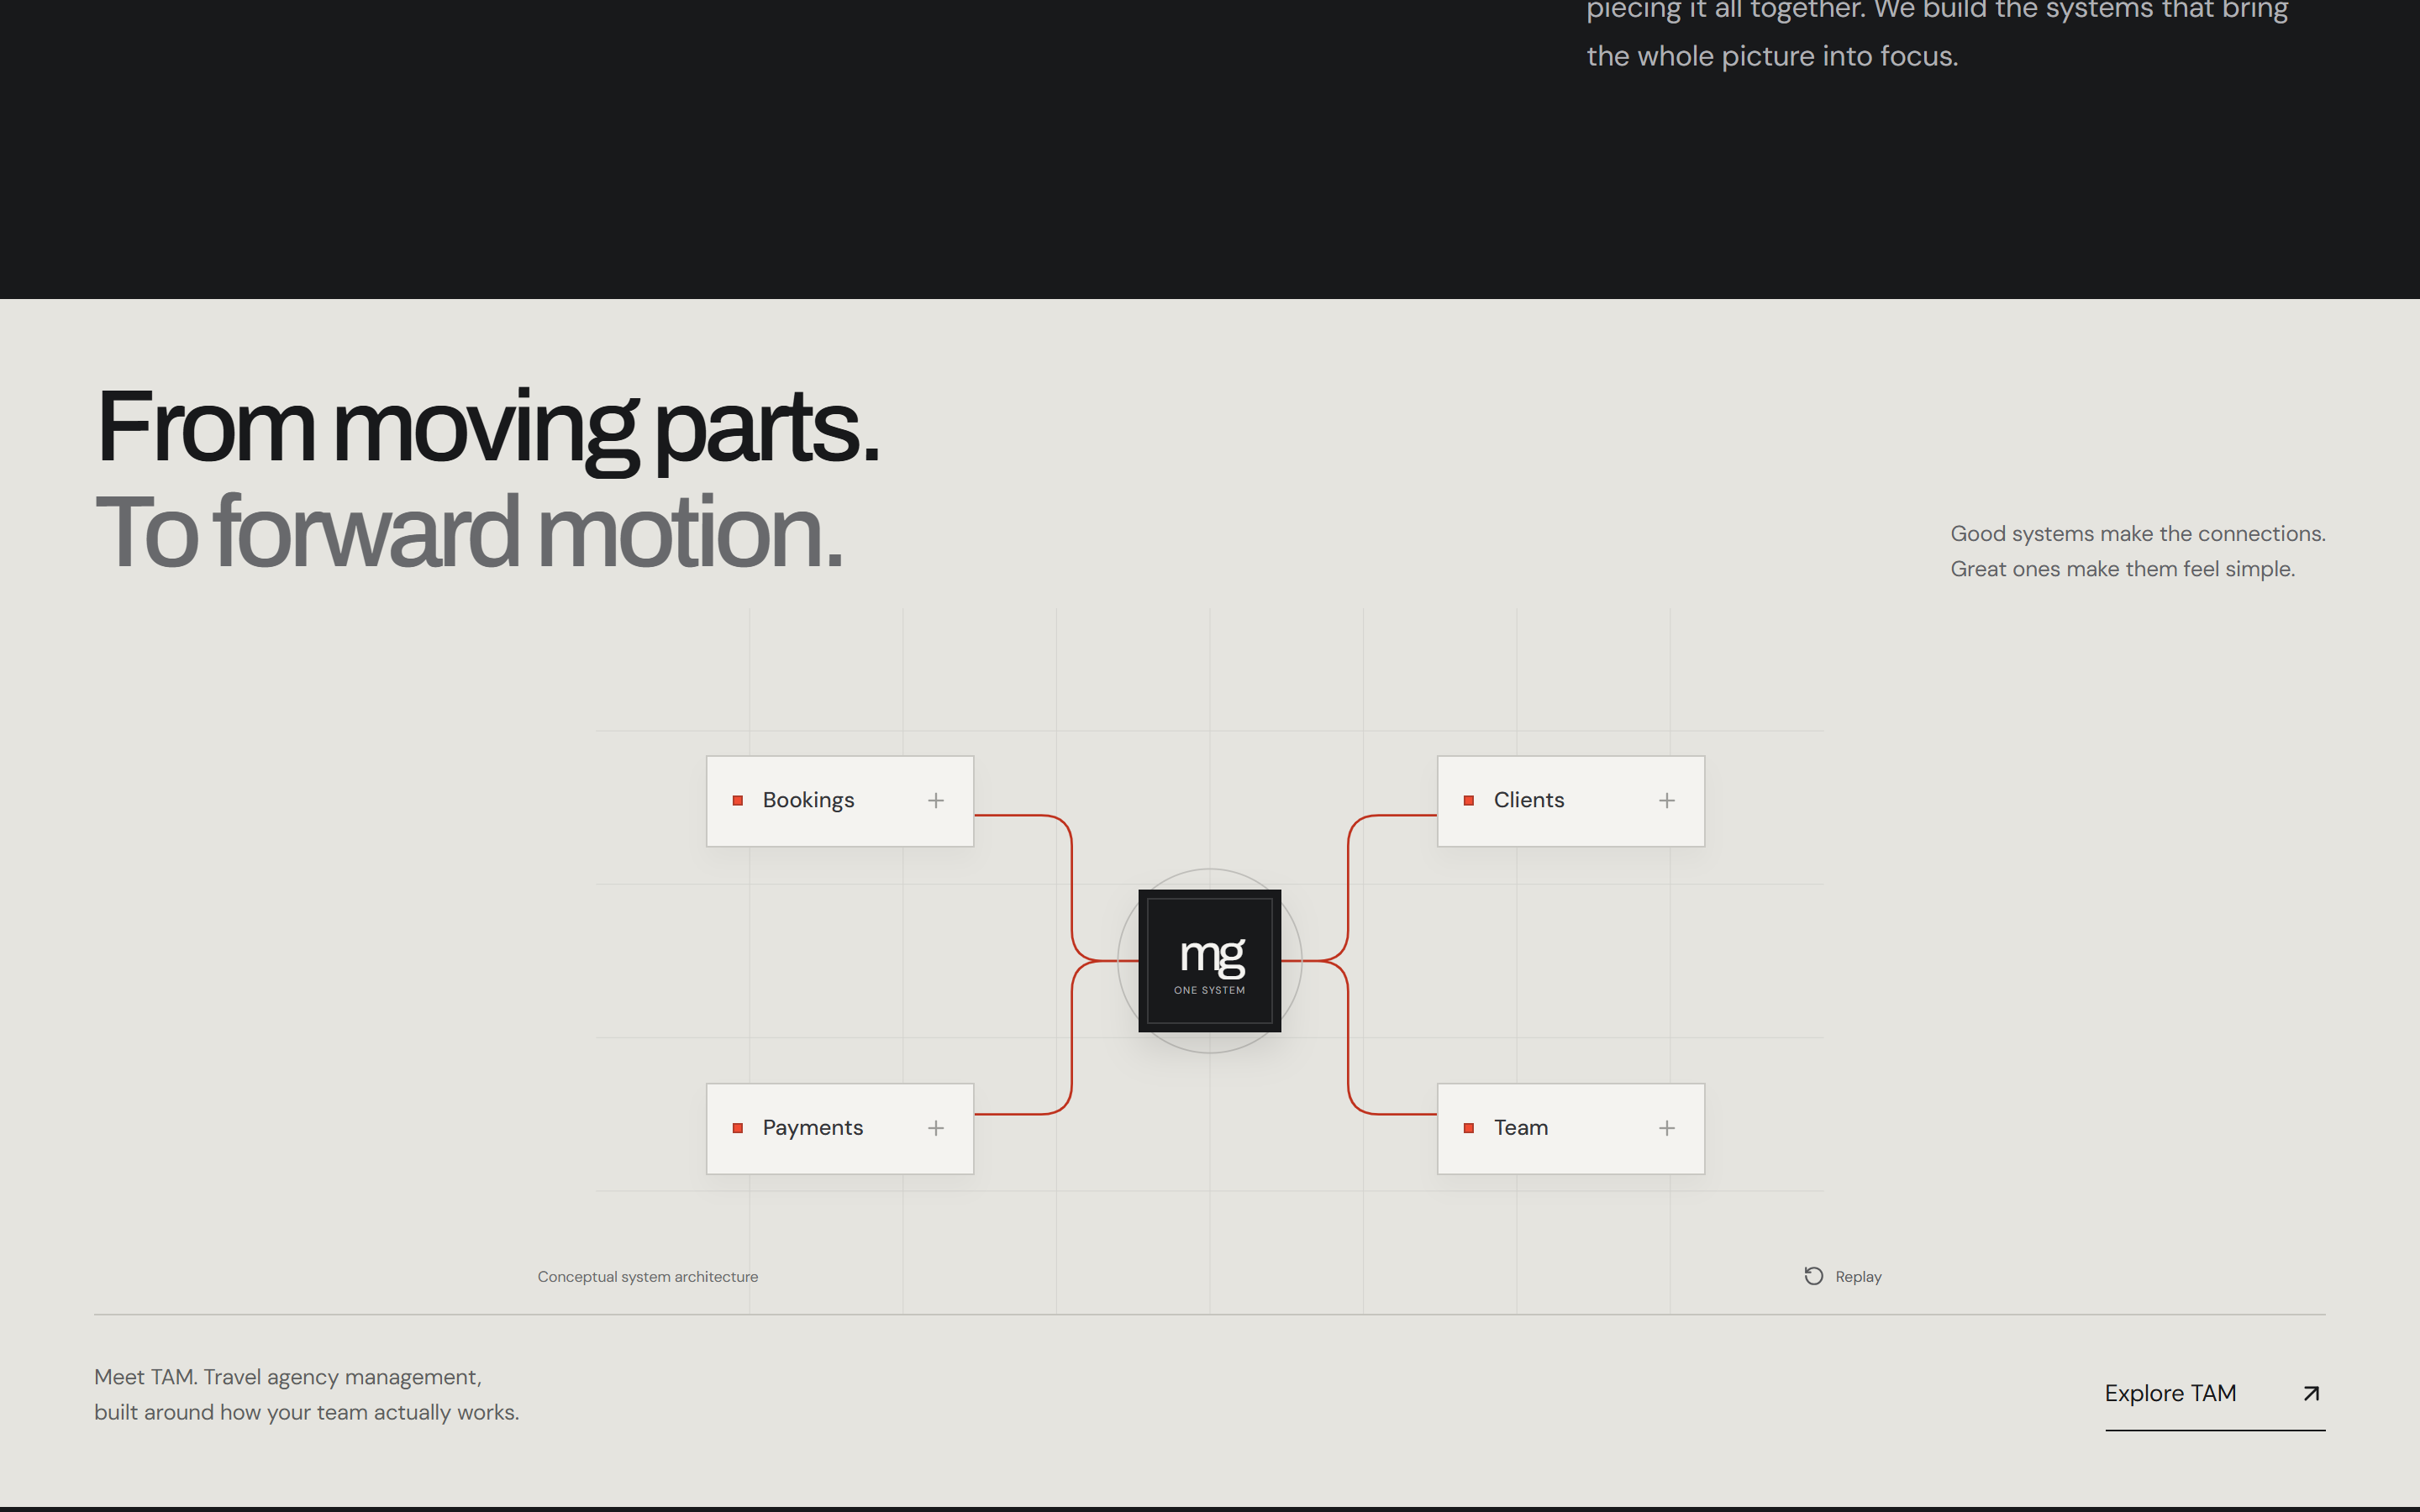 piecing it all together. We build the systems that bring
the whole picture into focus.
From moving parts.
To forward motion.
Good systems make the connections.
Great ones make them feel simple.
Bookings
Clients
mg
ONE SYSTEM
Payments
Team
Conceptual system architecture
Replay
Meet TAM. Travel agency management,
built around how your team actually works.
Explore TAM